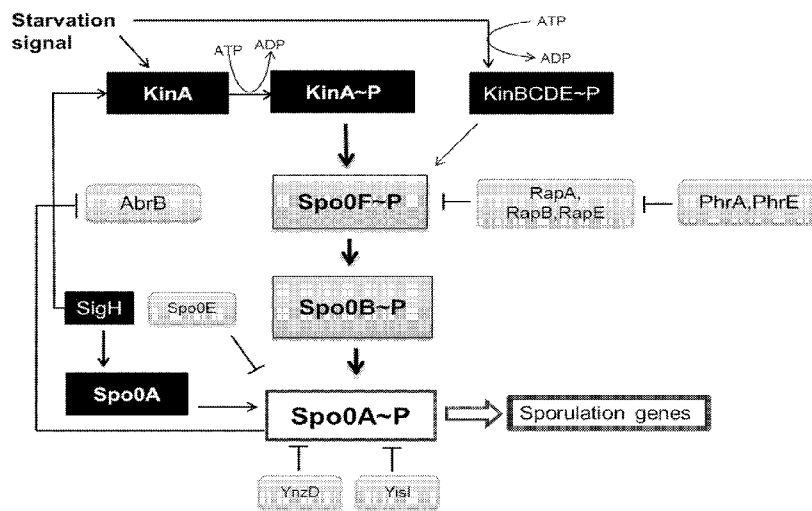 Starvation
signal
ATP
ADP
ATP
ADP
KinA
KinA~P
KinBCDE~P
AbrB
Spo0F~P
RapA,
RapB,RapE
PhrA,PhrE
SigH
Spo0E
Spo0B~P
Spo0A
Spo0A~P
Sporulation genes
YnzD
YisI